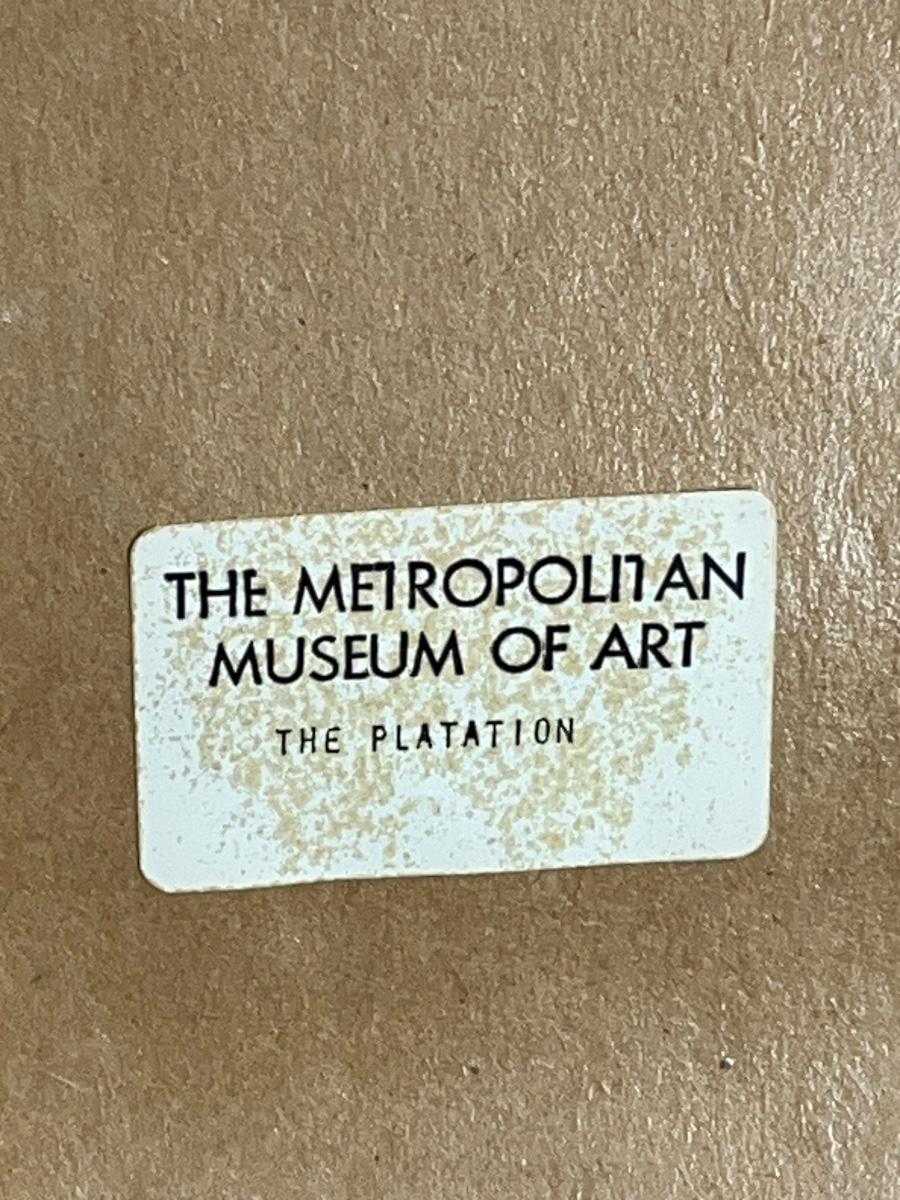 THE METROPOLITAN
MUSEUM OF ART
THE PLATATION